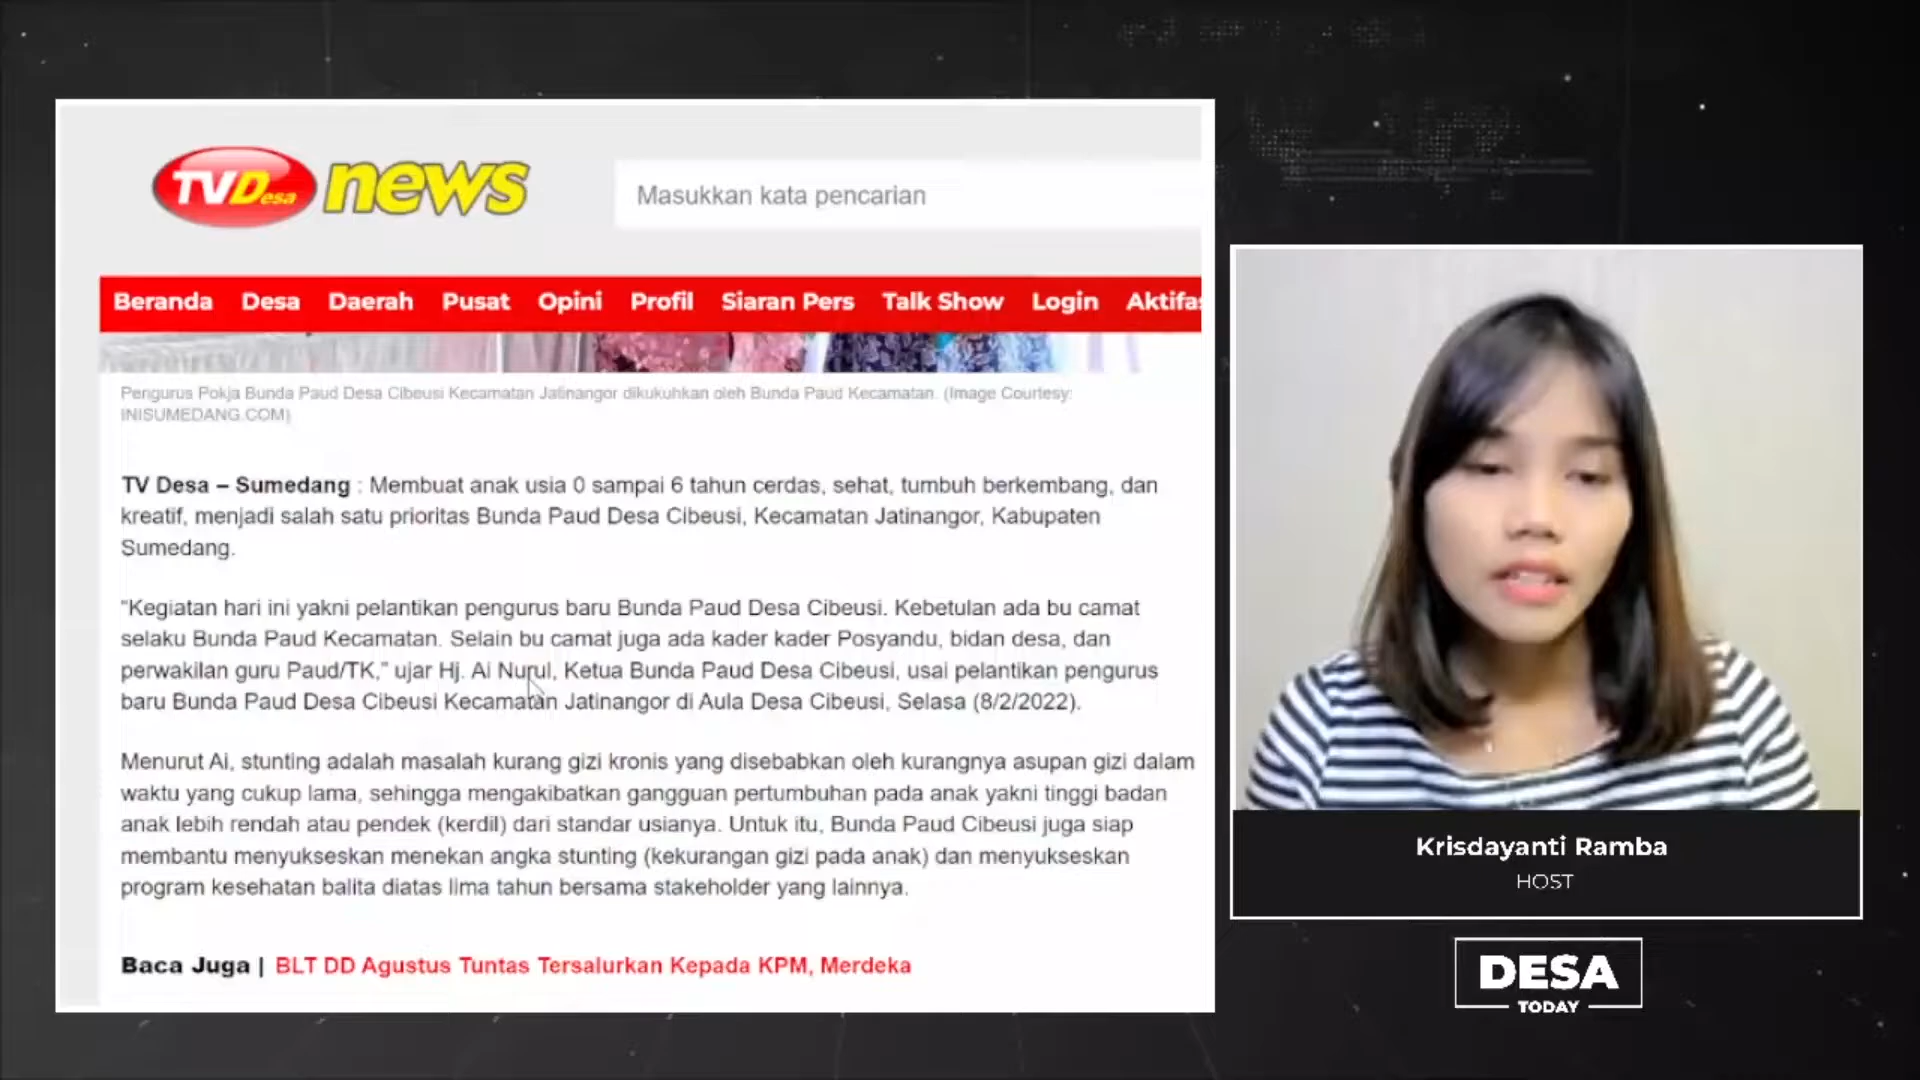 TVDesa news
Masukkan kata pencarian
Beranda Desa Daerah Pusat Opini Profil Siaran Pers Talk Show Login Aktifas
Pengurus Pokja Bunda Paud Desa Cibeusi Kecamatan Jatinangor dikukuhkan oleh Bunda Paud Kecamatan. (Image Courtesy:
INISUMEDANG.COM)
TV Desa – Sumedang : Membuat anak usia 0 sampai 6 tahun cerdas, sehat, tumbuh berkembang, dan
kreatif, menjadi salah satu prioritas Bunda Paud Desa Cibeusi, Kecamatan Jatinangor, Kabupaten
Sumedang.
“Kegiatan hari ini yakni pelantikan pengurus baru Bunda Paud Desa Cibeusi. Kebetulan ada bu camat
selaku Bunda Paud Kecamatan. Selain bu camat juga ada kader kader Posyandu, bidan desa, dan
perwakilan guru Paud/TK,” ujar Hj. Ai Nurul, Ketua Bunda Paud Desa Cibeusi, usai pelantikan pengurus
baru Bunda Paud Desa Cibeusi Kecamatan Jatinangor di Aula Desa Cibeusi, Selasa (8/2/2022).
Menurut Ai, stunting adalah masalah kurang gizi kronis yang disebabkan oleh kurangnya asupan gizi dalam
waktu yang cukup lama, sehingga mengakibatkan gangguan pertumbuhan pada anak yakni tinggi badan
anak lebih rendah atau pendek (kerdil) dari standar usianya. Untuk itu, Bunda Paud Cibeusi juga siap
membantu menyukseskan menekan angka stunting (kekurangan gizi pada anak) dan menyukseskan
program kesehatan balita diatas lima tahun bersama stakeholder yang lainnya.
Baca Juga | BLT DD Agustus Tuntas Tersalurkan Kepada KPM, Merdeka
Krisdayanti Ramba
HOST
DESA
TODAY